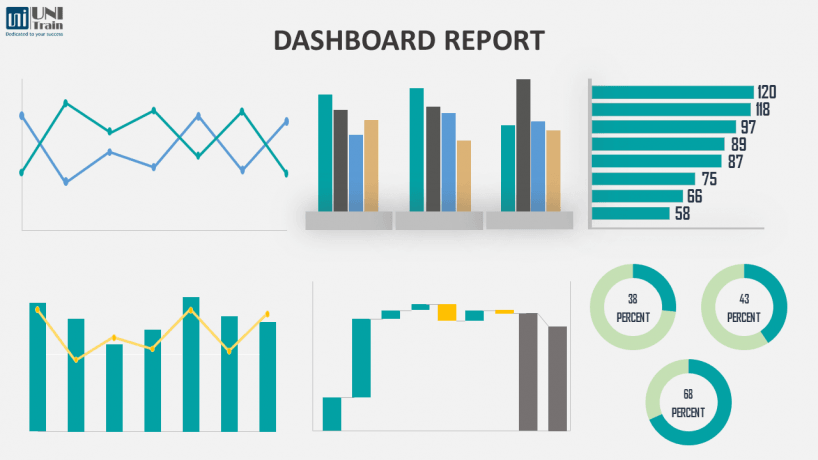 UNI
UNI
Train
Dedicated to your success
DASHBOARD REPORT
120
118
97
89
87
75
66
58
38
PERCENT
43
PERCENT
68
PERCENT